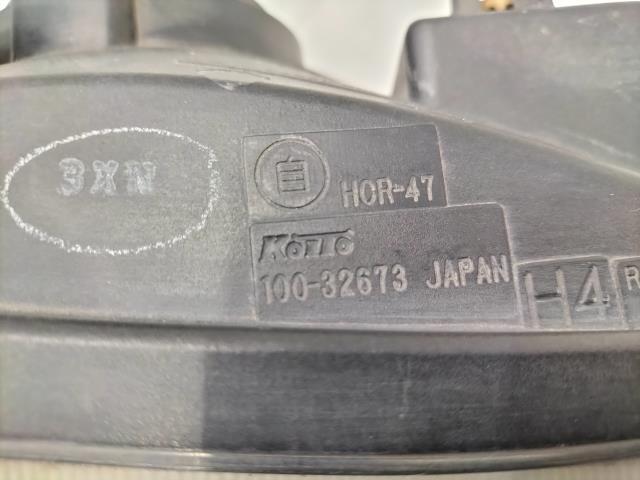 3XN
自 HCR-47
KOITO
100-32673 JAPAN
H4
R